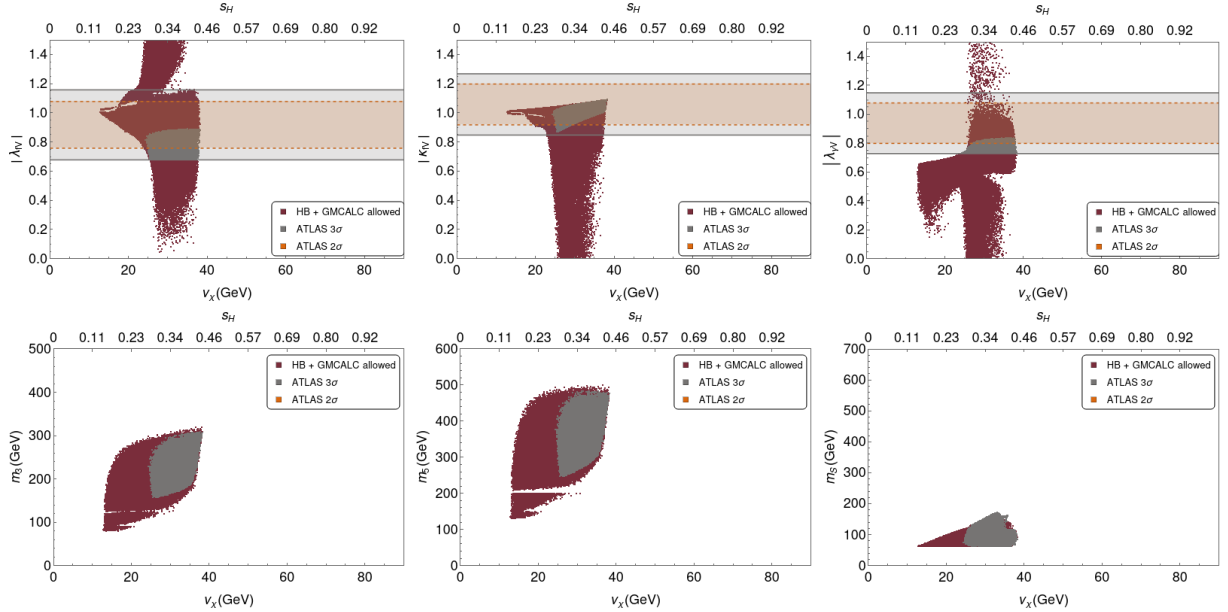 s_H
0 0.11 0.23 0.34 0.46 0.57 0.69 0.80 0.92
1.4
1.2
1.0
0.8
0.6
0.4
0.2
0.0
| λ_fV |
HB + GMCALC allowed
ATLAS 3σ
ATLAS 2σ
0 20 40 60 80
v_χ(GeV)
s_H
0 0.11 0.23 0.34 0.46 0.57 0.69 0.80 0.92
1.4
1.2
1.0
0.8
0.6
0.4
0.2
0.0
| κ_fV |
HB + GMCALC allowed
ATLAS 3σ
ATLAS 2σ
0 20 40 60 80
v_χ(GeV)
s_H
0 0.11 0.23 0.34 0.46 0.57 0.69 0.80 0.92
1.4
1.2
1.0
0.8
0.6
0.4
0.2
0.0
| λ_γV |
HB + GMCALC allowed
ATLAS 3σ
ATLAS 2σ
0 20 40 60 80
v_χ(GeV)
s_H
0 0.11 0.23 0.34 0.46 0.57 0.69 0.80 0.92
500
400
300
200
100
0
m_3(GeV)
HB + GMCALC allowed
ATLAS 3σ
ATLAS 2σ
0 20 40 60 80
v_χ(GeV)
s_H
0 0.11 0.23 0.34 0.46 0.57 0.69 0.80 0.92
600
500
400
300
200
100
0
m_5(GeV)
HB + GMCALC allowed
ATLAS 3σ
ATLAS 2σ
0 20 40 60 80
v_χ(GeV)
s_H
0 0.11 0.23 0.34 0.46 0.57 0.69 0.80 0.92
700
600
500
400
300
200
100
0
m_S(GeV)
HB + GMCALC allowed
ATLAS 3σ
ATLAS 2σ
0 20 40 60 80
v_χ(GeV)